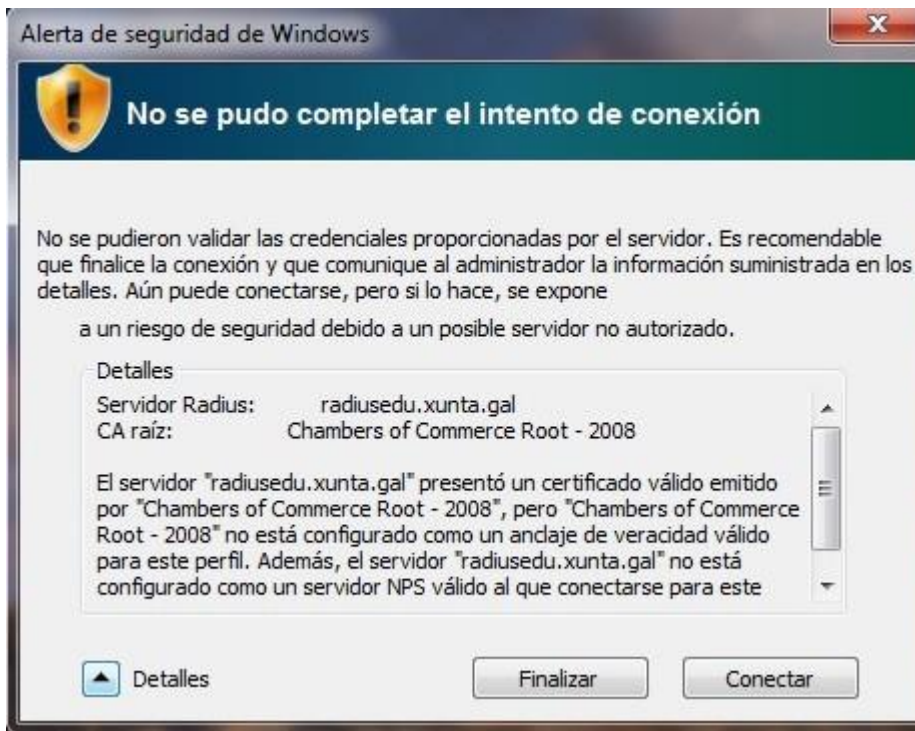 Alerta de seguridad de Windows
No se pudo completar el intento de conexión
No se pudieron validar las credenciales proporcionadas por el servidor. Es recomendable
que finalice la conexión y que comunique al administrador la información suministrada en los
detalles. Aún puede conectarse, pero si lo hace, se expone
a un riesgo de seguridad debido a un posible servidor no autorizado.
Detalles
Servidor Radius: radiusedu.xunta.gal
CA raíz: Chambers of Commerce Root - 2008
El servidor "radiusedu.xunta.gal" presentó un certificado válido emitido
por "Chambers of Commerce Root - 2008", pero "Chambers of Commerce
Root - 2008" no está configurado como un anclaje de veracidad válido
para este perfil. Además, el servidor "radiusedu.xunta.gal" no está
configurado como un servidor NPS válido al que conectarse para este
Detalles Finalizar Conectar